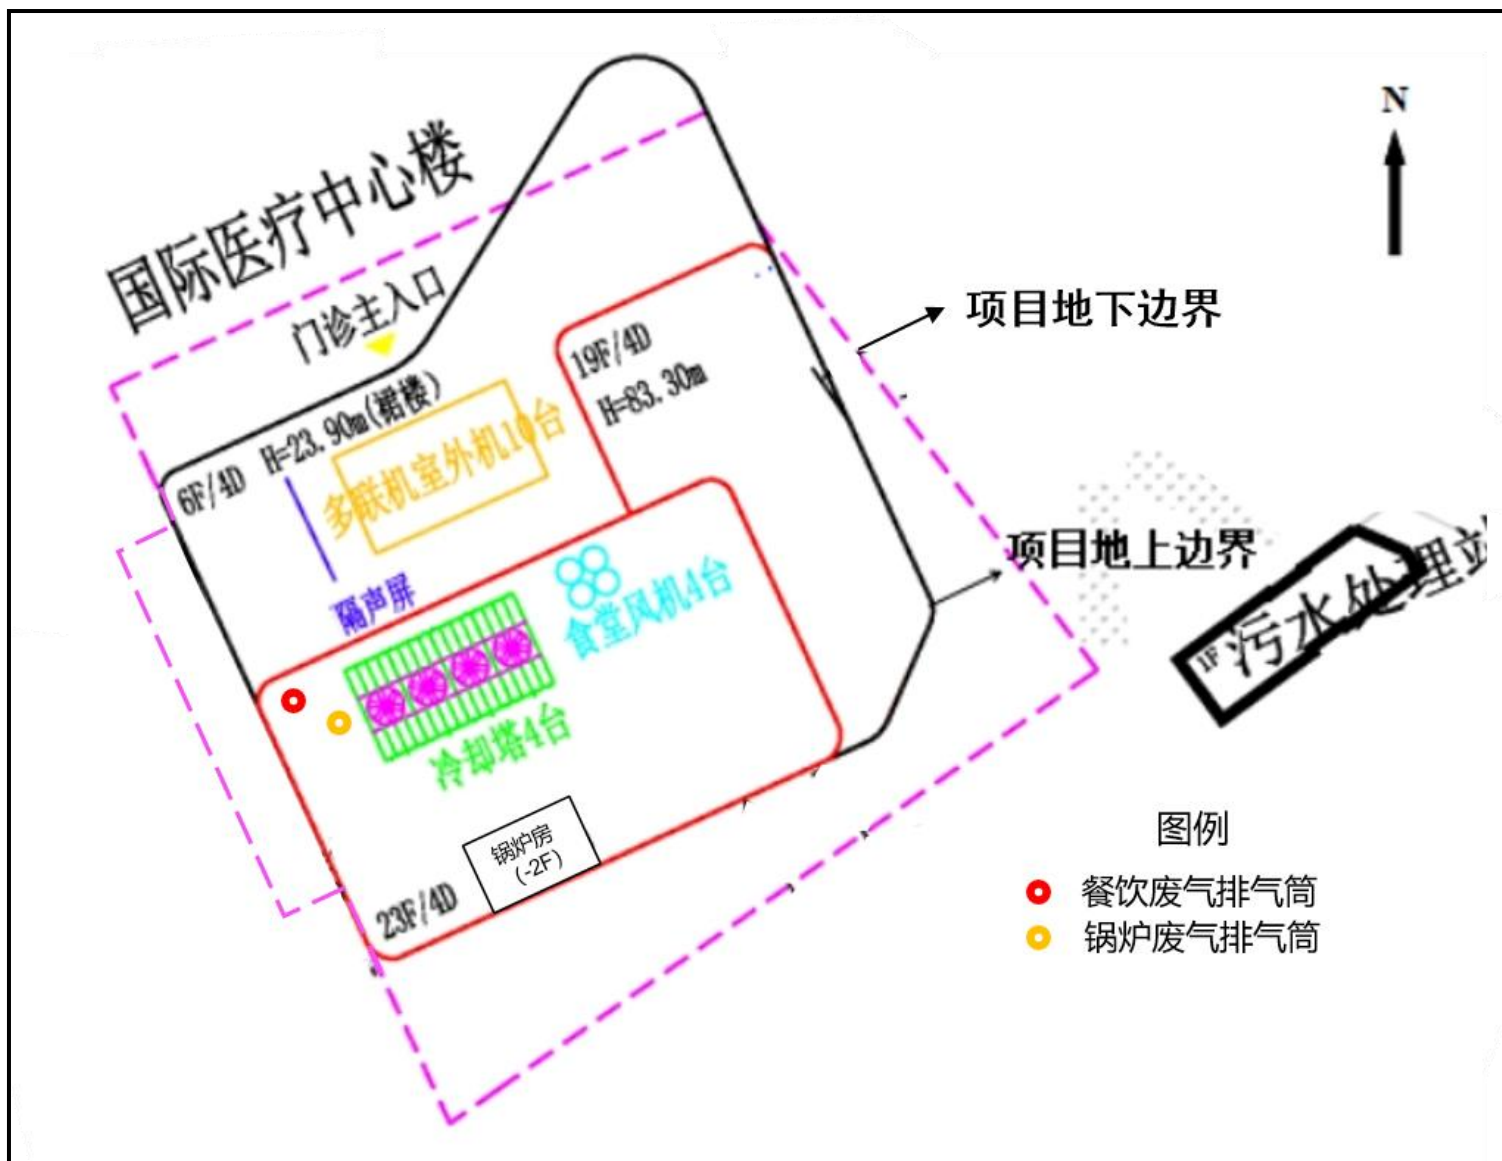 N
国际医疗中心楼
门诊主入口
项目地下边界
19F/4D
H=83.30m
6F/4D
H=23.90m(裙楼)
多联机室外机10台
隔声屏
食堂风机4台
项目地上边界
污水处理站
1F
冷却塔4台
锅炉房
(-2F)
23F/4D
图例
餐饮废气排气筒
锅炉废气排气筒